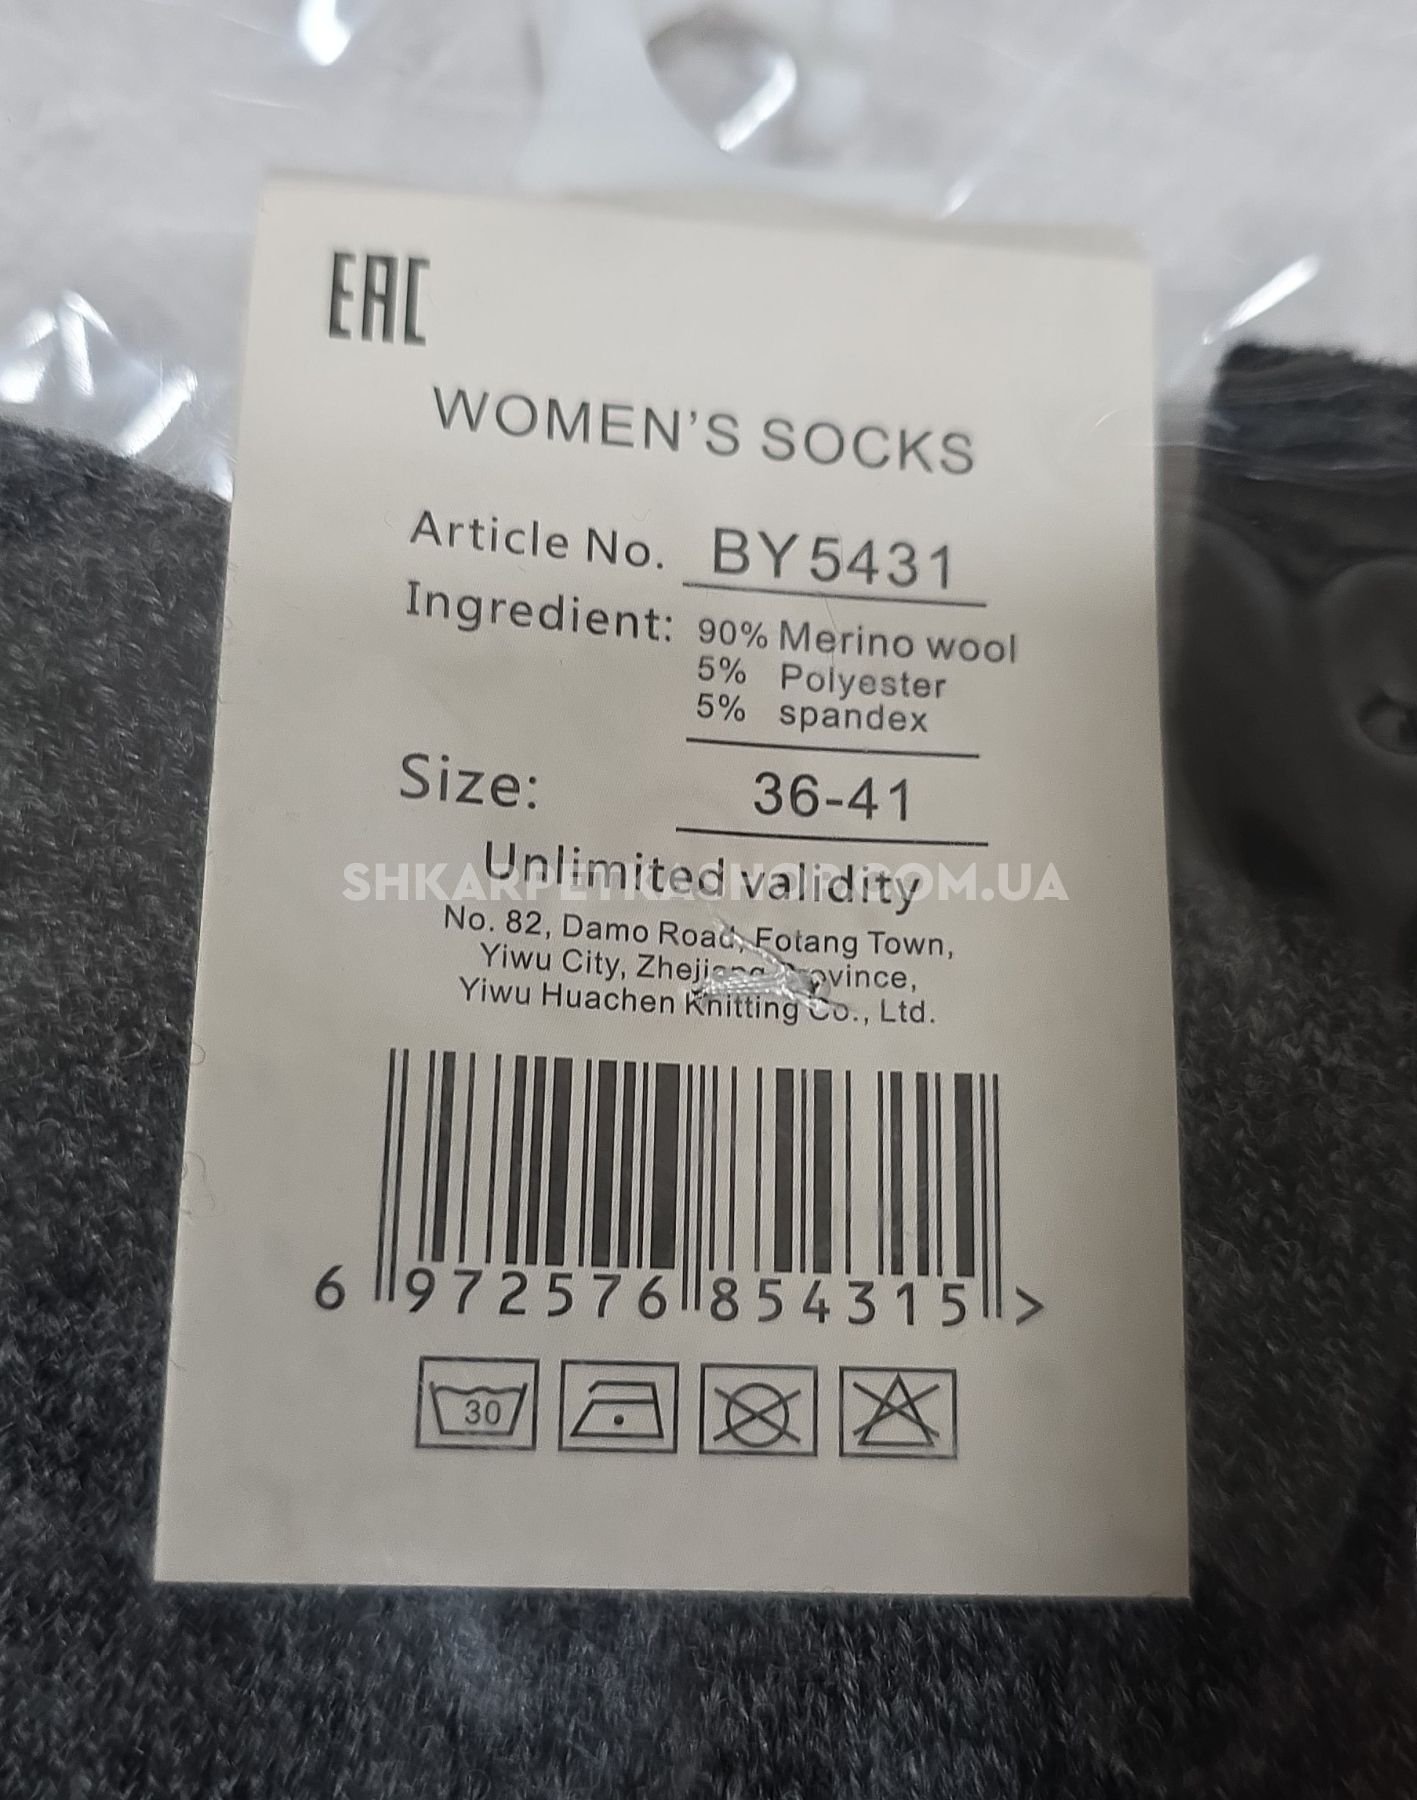 EAC
WOMEN'S SOCKS
Article No. BY5431
Ingredient: 90% Merino wool
5% Polyester
5% spandex
Size: 36-41
Unlimited validity
SHKARPETKASHOP.COM.UA
No. 82, Damo Road, Fotang Town,
Yiwu City, Zhejiang Province,
Yiwu Huachen Knitting Co., Ltd.
6 972576 854315 >
30